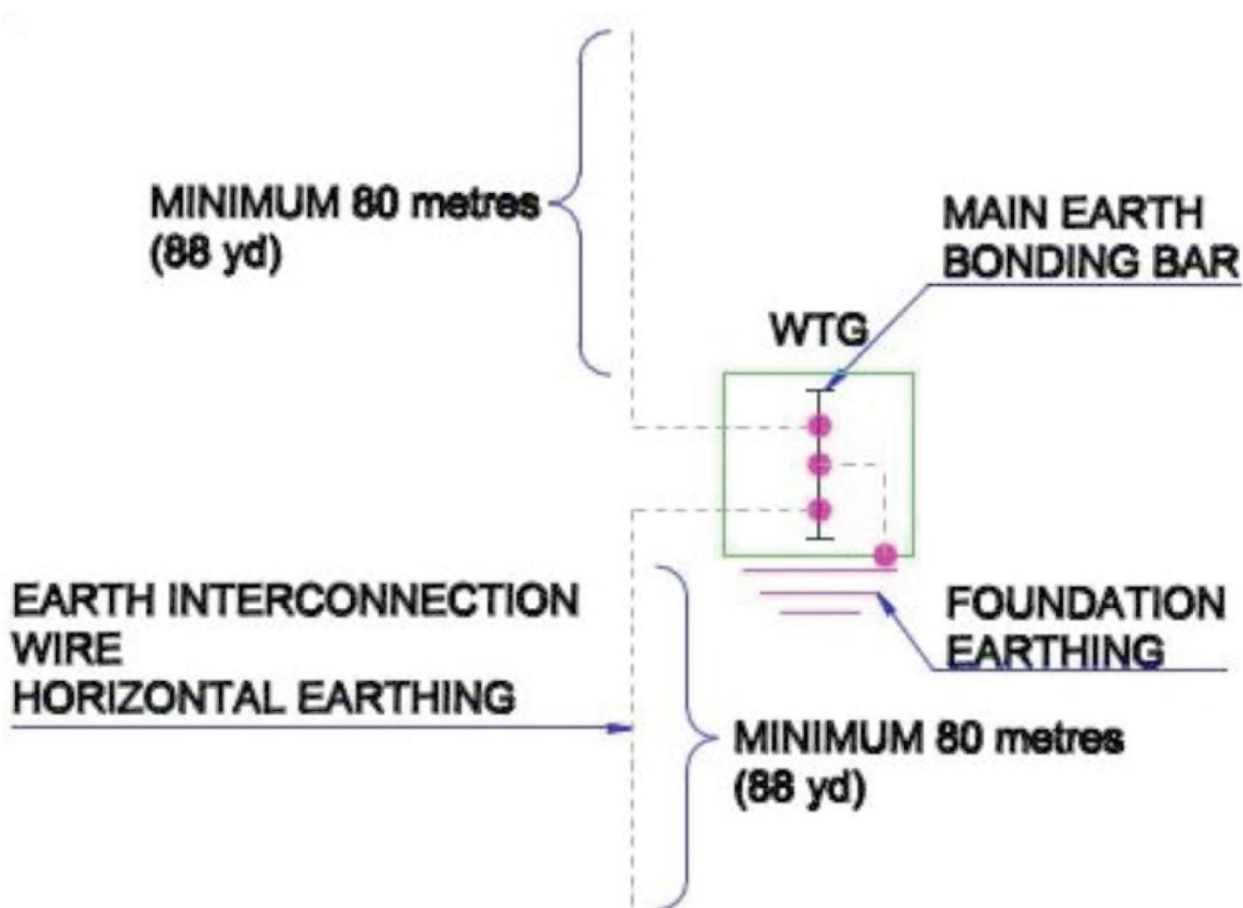 MINIMUM 80 metres
(88 yd)
MAIN EARTH
BONDING BAR
WTG
EARTH INTERCONNECTION
WIRE
HORIZONTAL EARTHING
FOUNDATION
EARTHING
MINIMUM 80 metres
(88 yd)